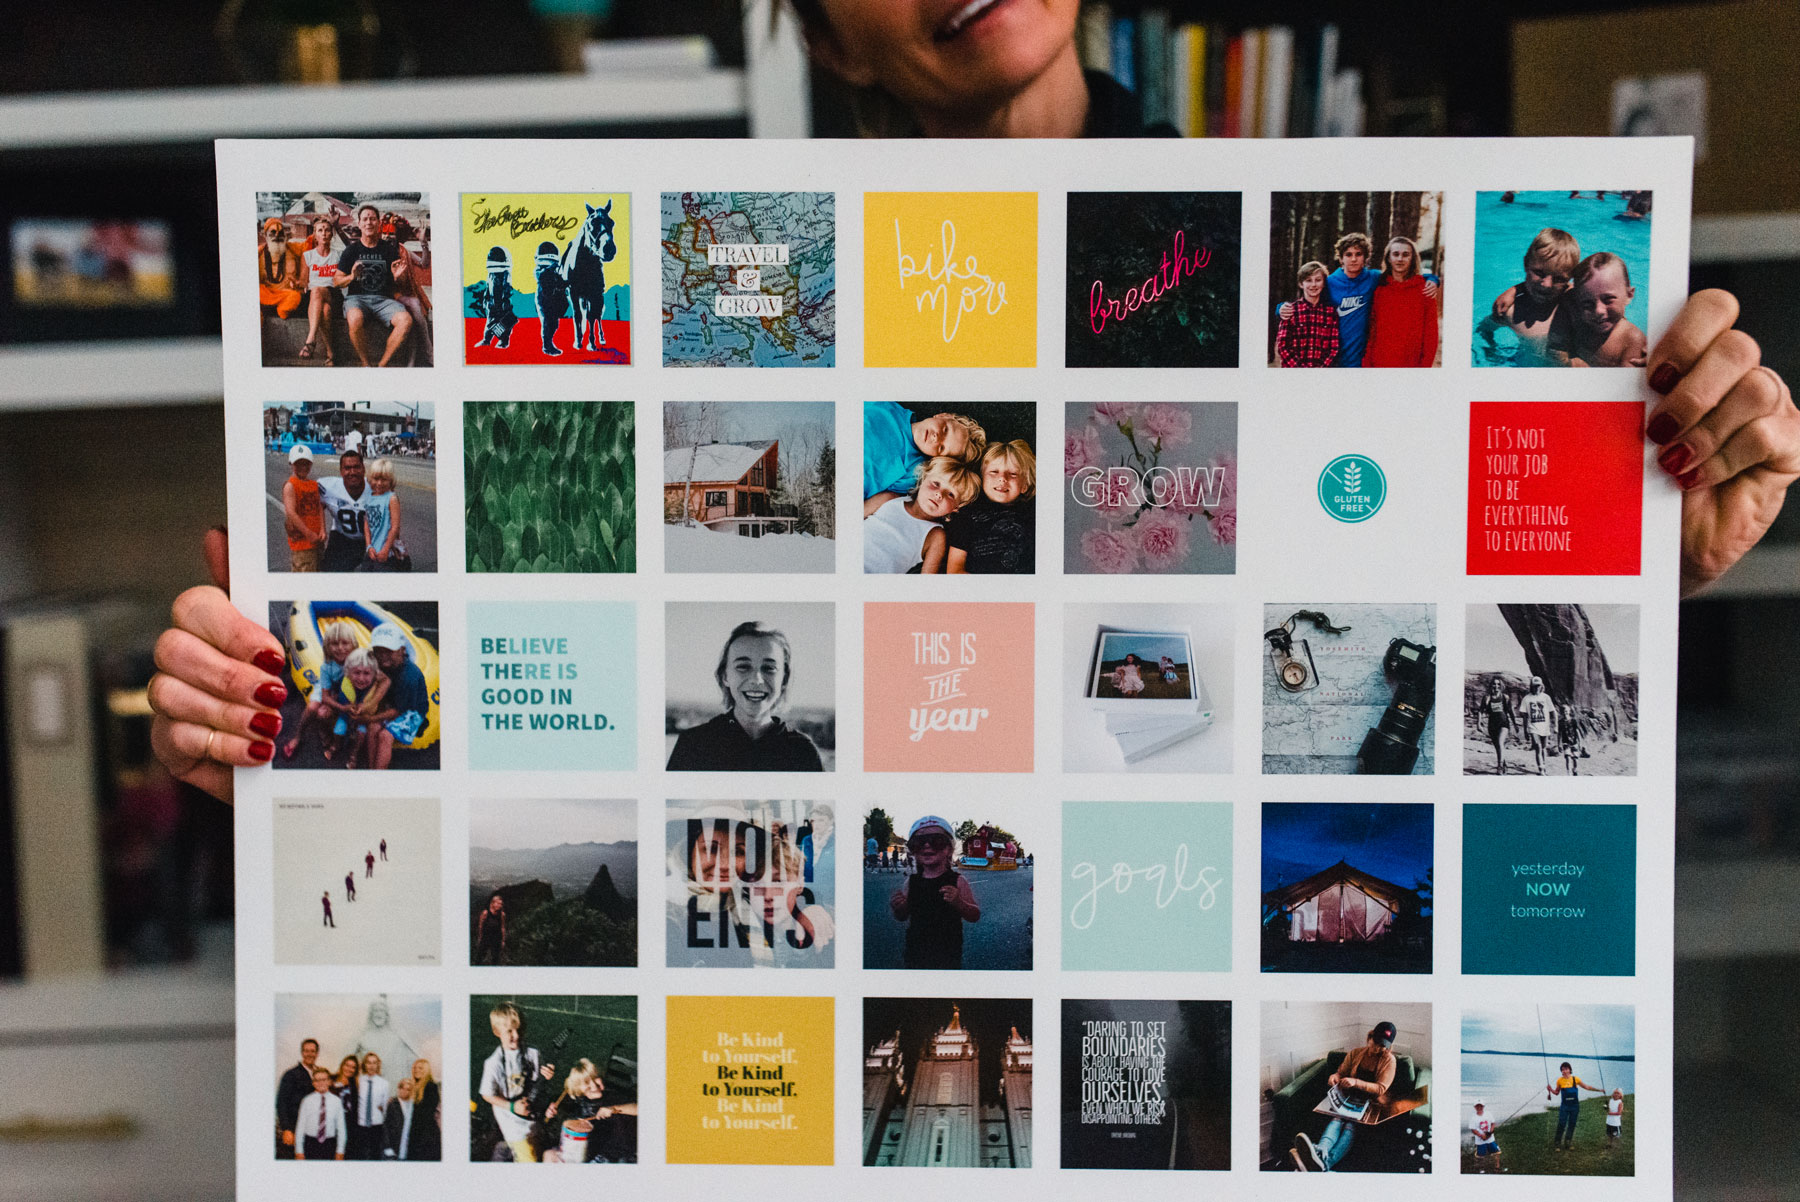 Brothers
TRAVEL
&
GROW
bike
more
breathe
NIKE
GROW
GLUTEN
FREE
IT'S NOT
YOUR JOB
TO BE
EVERYTHING
TO EVERYONE
BELIEVE
THERE IS
GOOD IN
THE WORLD.
THIS IS
THE
year
YOSEMITE
NATIONAL
PARK
MOM
ENTS
goals
yesterday
NOW
tomorrow
Be Kind
to Yourself.
Be Kind
to Yourself.
Be Kind
to Yourself.
"DARING TO SET
BOUNDARIES
IS ABOUT HAVING THE
COURAGE TO LOVE
OURSELVES,
EVEN WHEN WE RISK
DISAPPOINTING OTHERS."